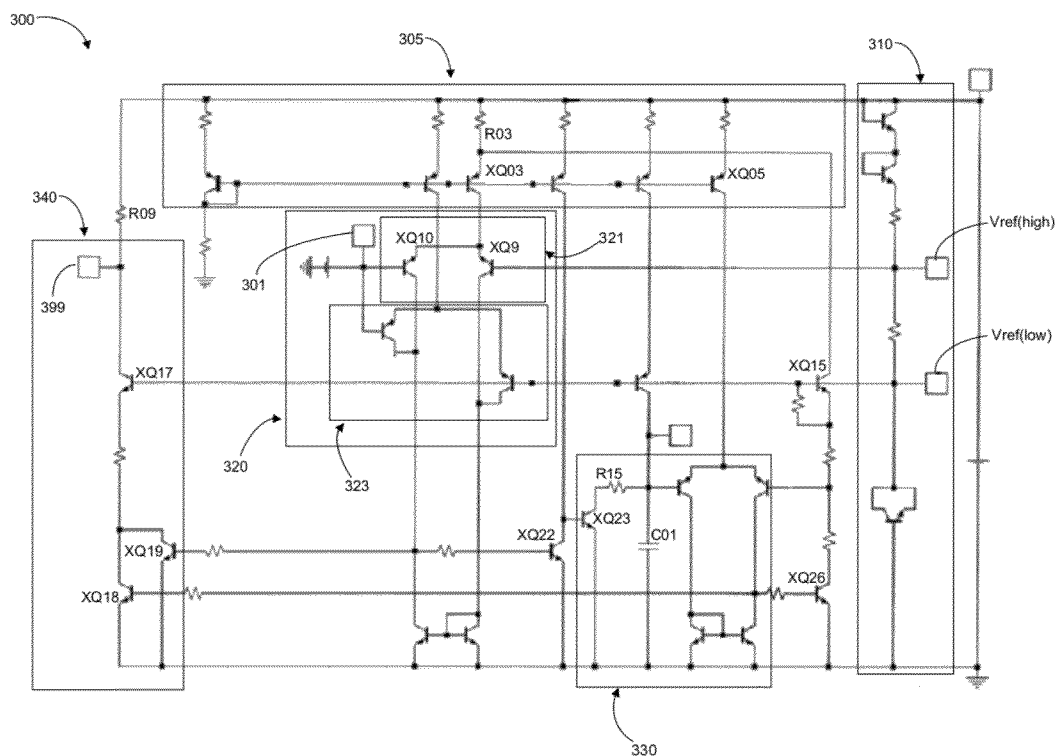 300
305
310
R03
XQ03
XQ05
340
R09
399
301
XQ10
XQ9
321
Vref(high)
Vref(low)
XQ17
XQ15
320
323
R15
XQ23
XQ22
C01
XQ19
XQ18
XQ26
330